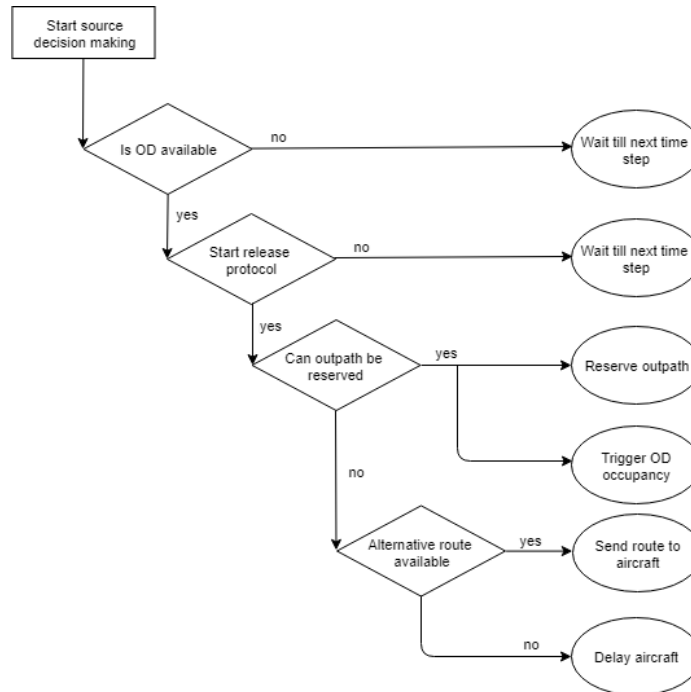 Start source
decision making
Is OD available
no
Wait till next time
step
yes
Start release
protocol
no
Wait till next time
step
yes
Can outpath be
reserved
yes
Reserve outpath
Trigger OD
occupancy
no
Alternative route
available
yes
Send route to
aircraft
no
Delay aircraft